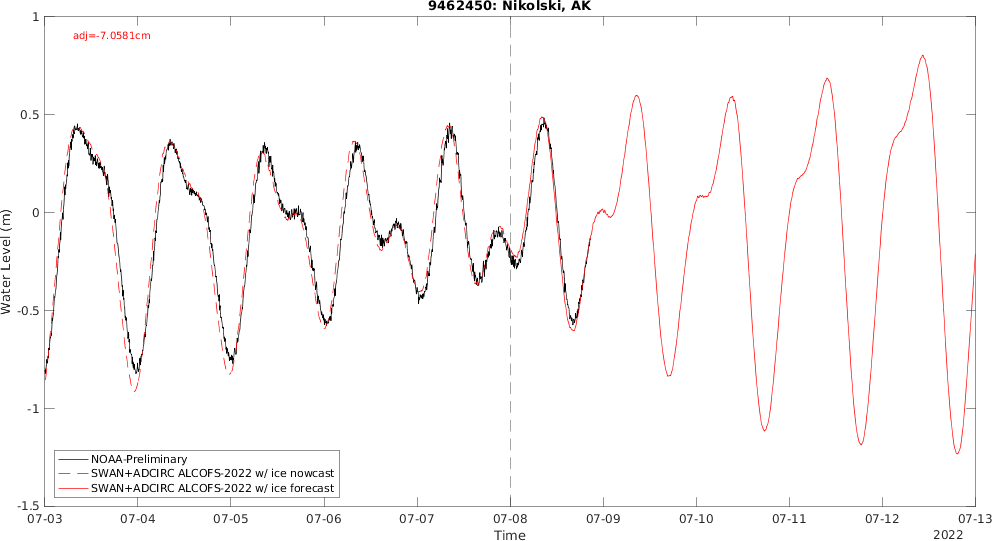 9462450: Nikolski, AK
adj=-7.0581cm
1
0.5
0
-0.5
-1
-1.5
Water Level (m)
NOAA-Preliminary
SWAN+ADCIRC ALCOFS-2022 w/ ice nowcast
SWAN+ADCIRC ALCOFS-2022 w/ ice forecast
07-03 07-04 07-05 07-06 07-07 07-08 07-09 07-10 07-11 07-12 07-13
Time
2022